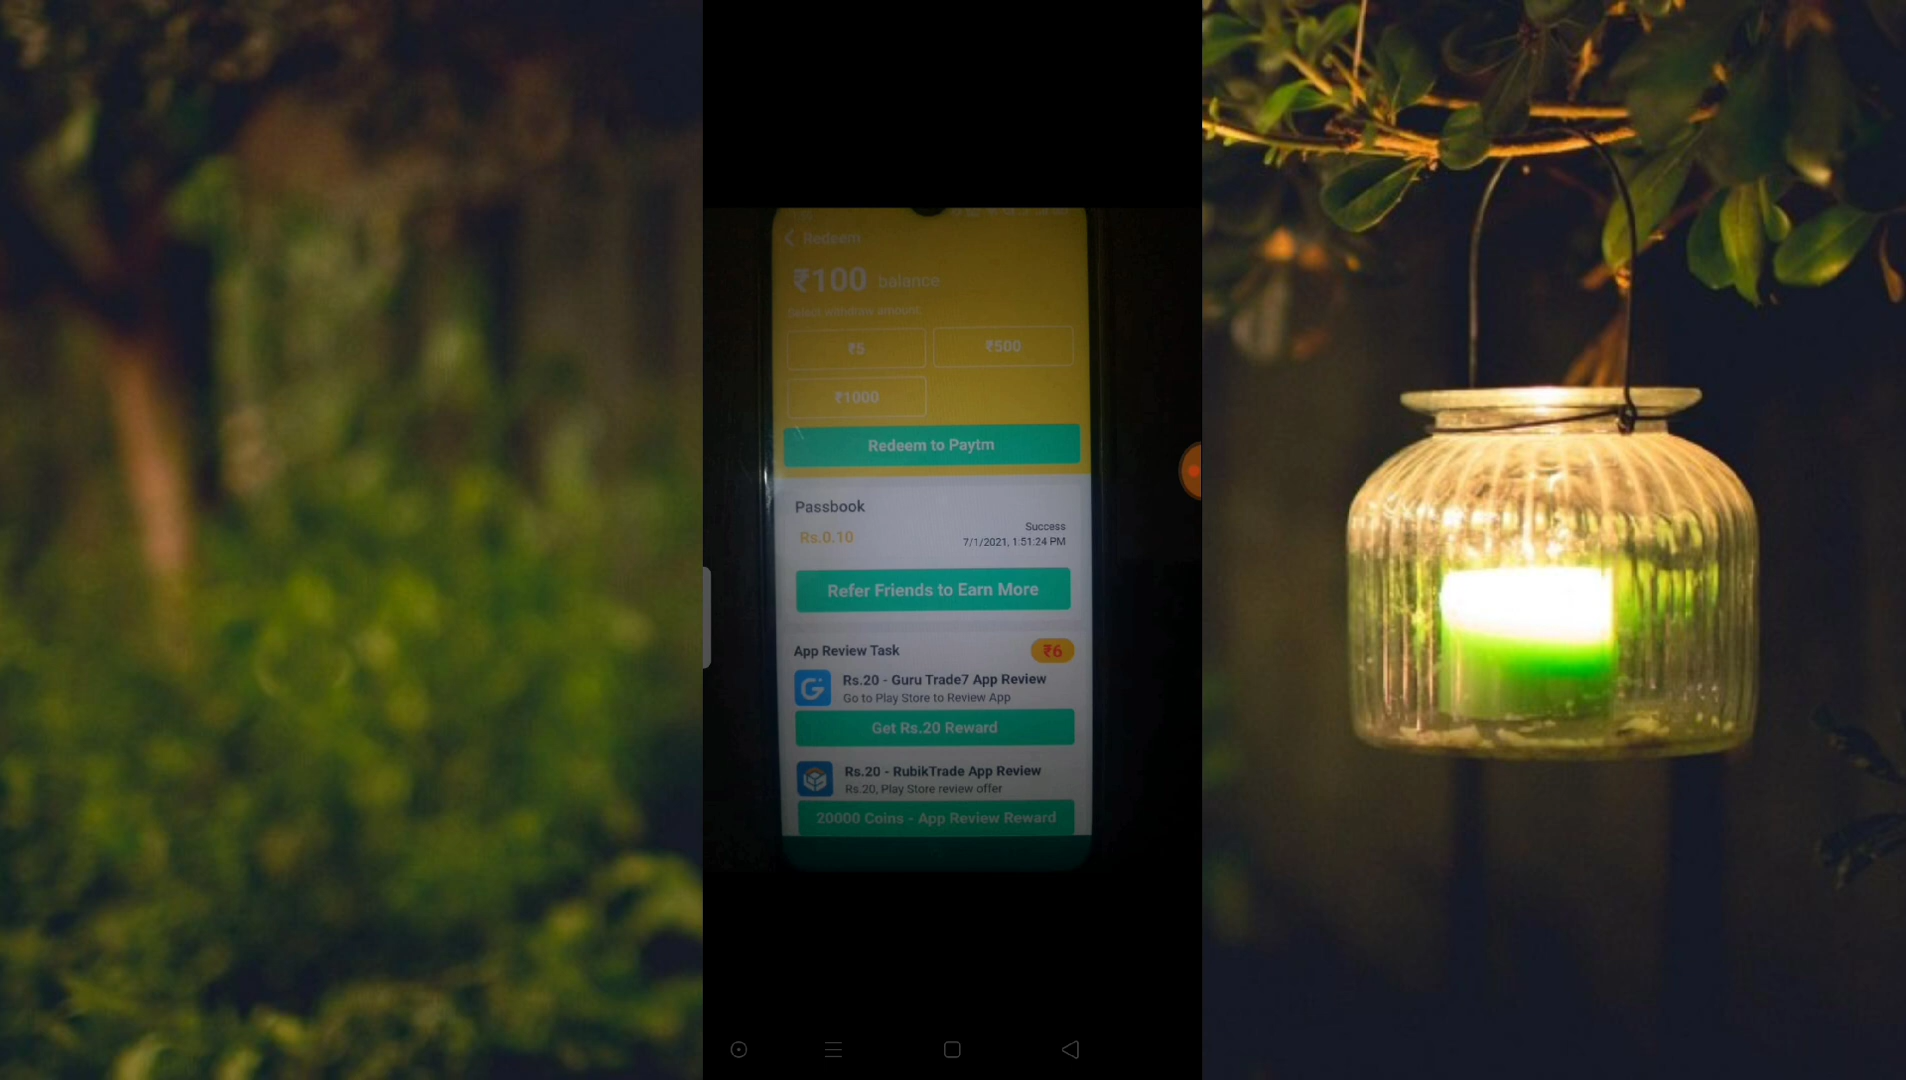 Redeem
₹100 balance
Select withdraw amount
₹5
₹500
₹1000
Redeem to Paytm
Passbook
Rs.0.10
Success
7/1/2021, 1:51:24 PM
Refer Friends to Earn More
App Review Task
₹6
Rs.20 - Guru Trade7 App Review
Go to Play Store to Review App
Get Rs.20 Reward
Rs.20 - RubikTrade App Review
Rs.20, Play Store review offer
20000 Coins - App Review Reward